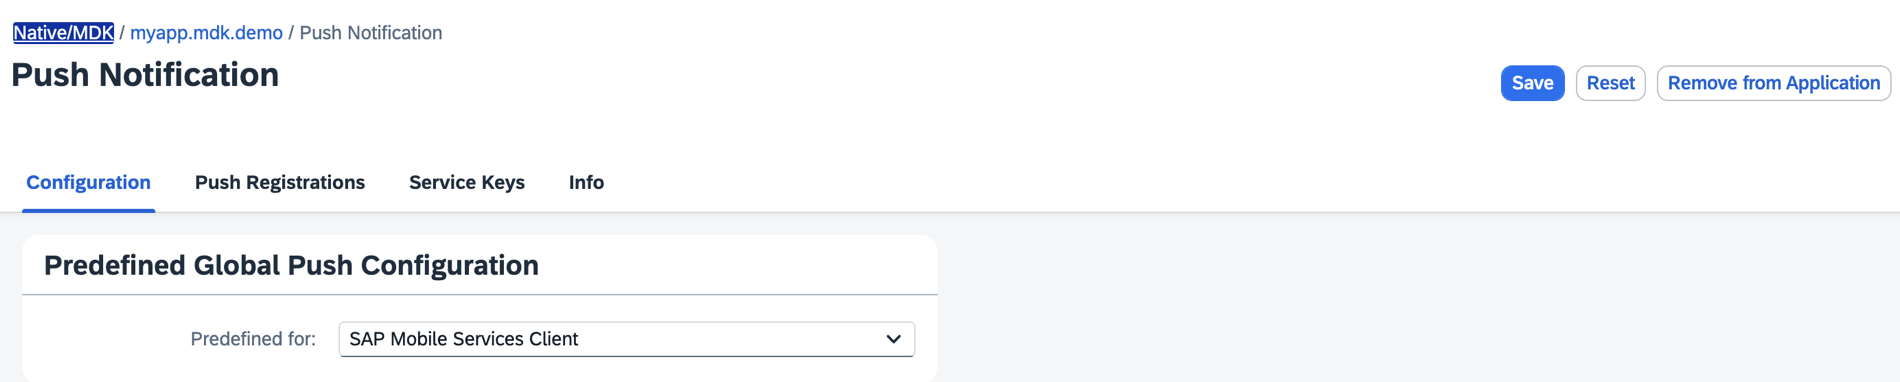 Native/MDK / myapp.mdk.demo / Push Notification
Push Notification
Save Reset Remove from Application
Configuration Push Registrations Service Keys Info
Predefined Global Push Configuration
Predefined for: SAP Mobile Services Client